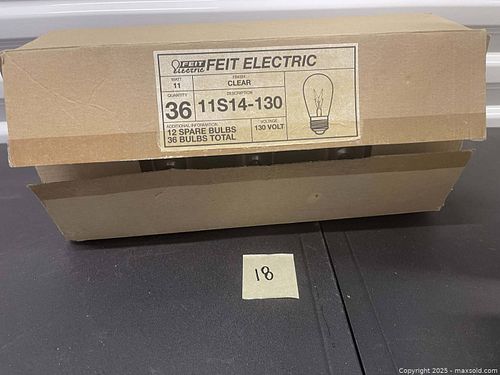 FEIT electric FEIT ELECTRIC
WATT
11
FINISH
CLEAR
QUANTITY
36
DESCRIPTION
11S14-130
ADDITIONAL INFORMATION
12 SPARE BULBS
36 BULBS TOTAL
VOLTAGE
130 VOLT
18
Copyright 2025 - maxsold.com